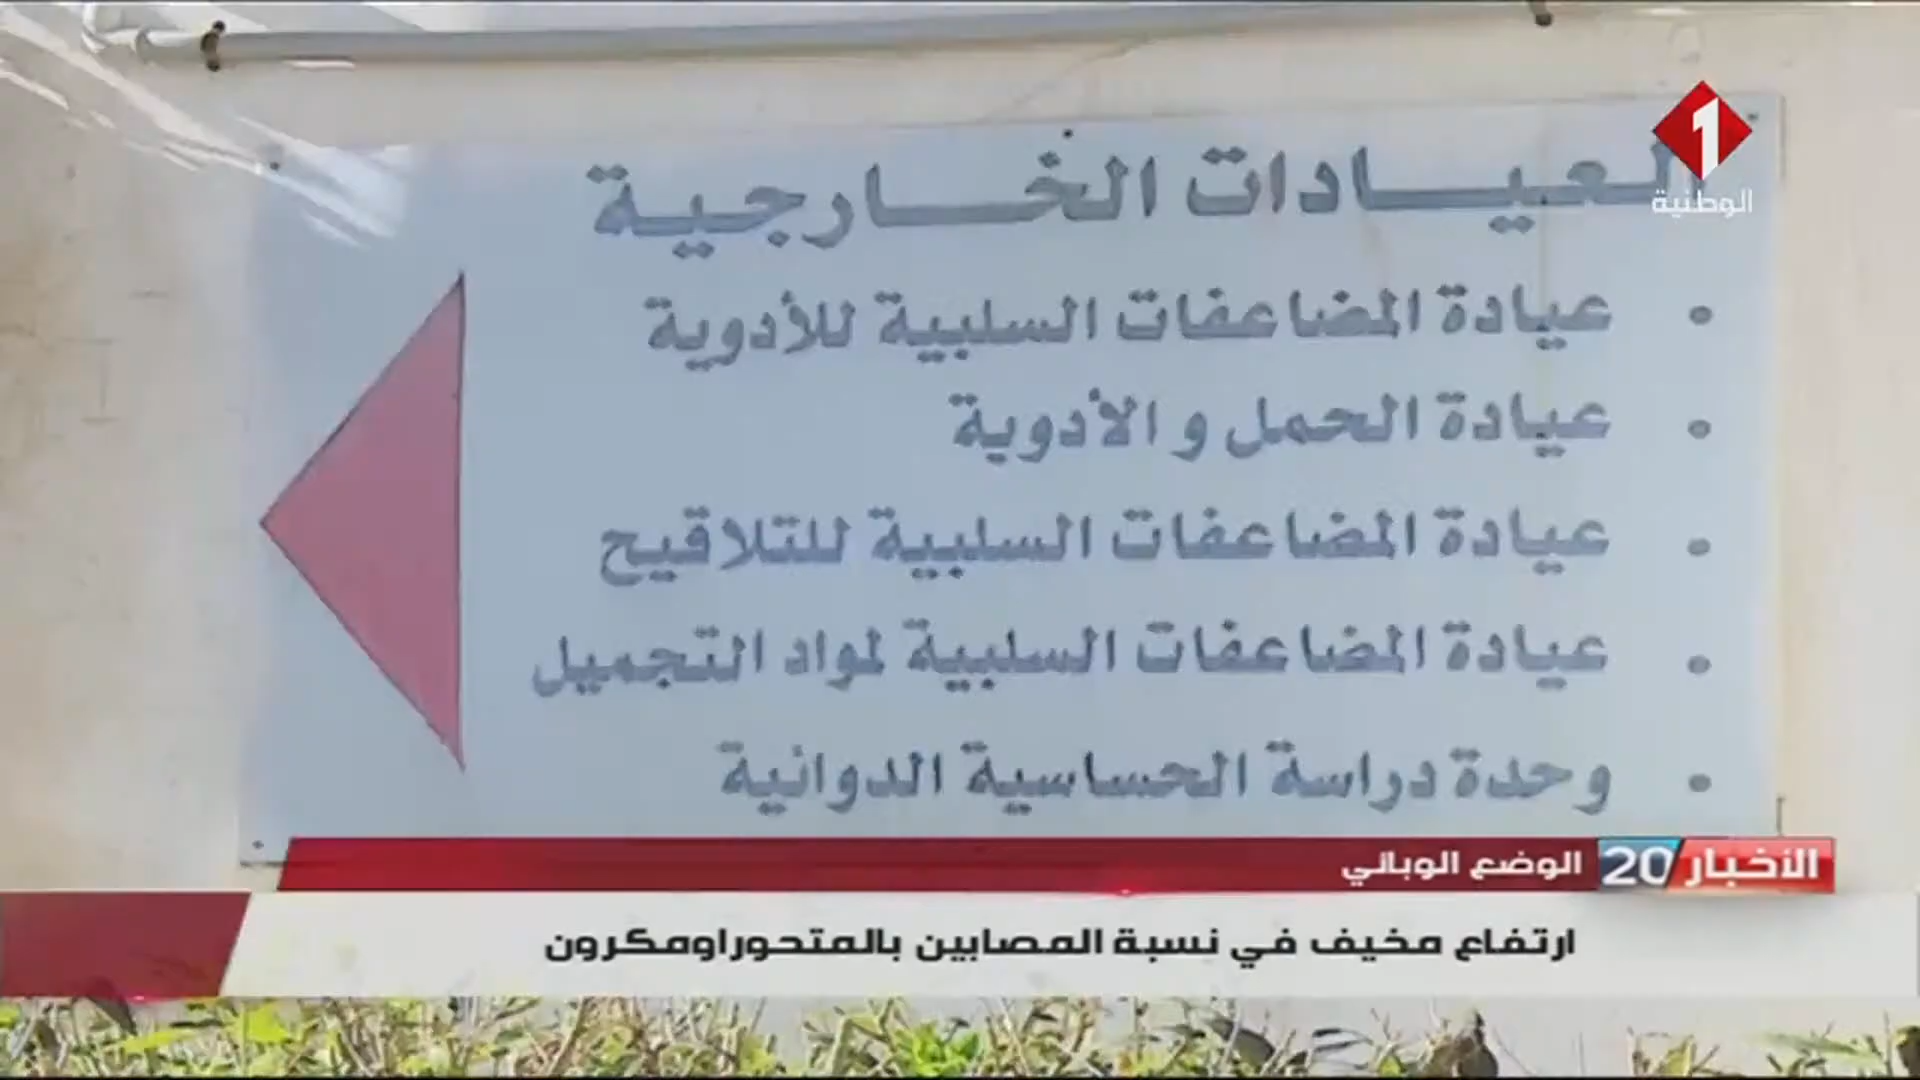 العيادات الخارجية
1
الوطنية
• عيادة المضاعفات السلبية للأدوية
• عيادة الحمل و الأدوية
• عيادة المضاعفات السلبية للتلاقيح
• عيادة المضاعفات السلبية لمواد التجميل
• وحدة دراسة الحساسية الدوائية
الأخبار 20 الوضع الوبائي
ارتفاع مخيف في نسبة المصابين بالمتحوراومكرون